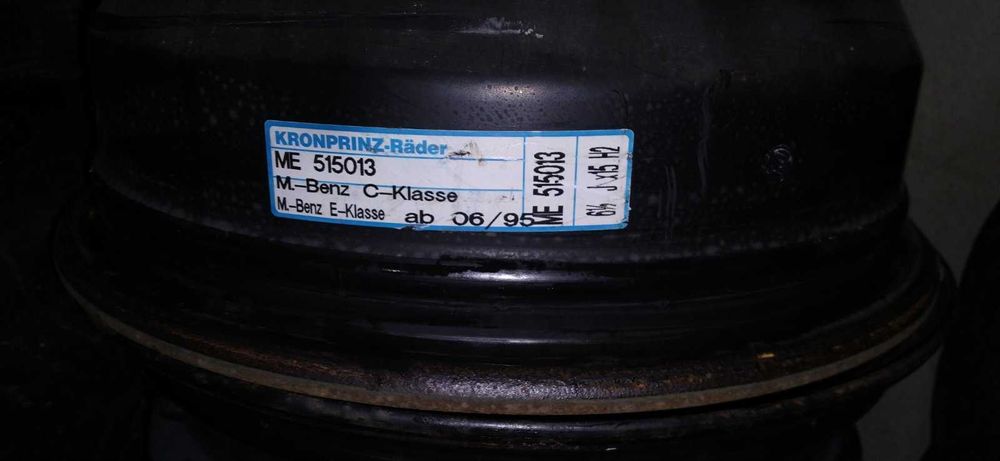 KRONPRINZ-Räder
ME 515013
M.-Benz C-Klasse
M.-Benz E-Klasse ab 06/95
ME 515013
6½ J x15 H2